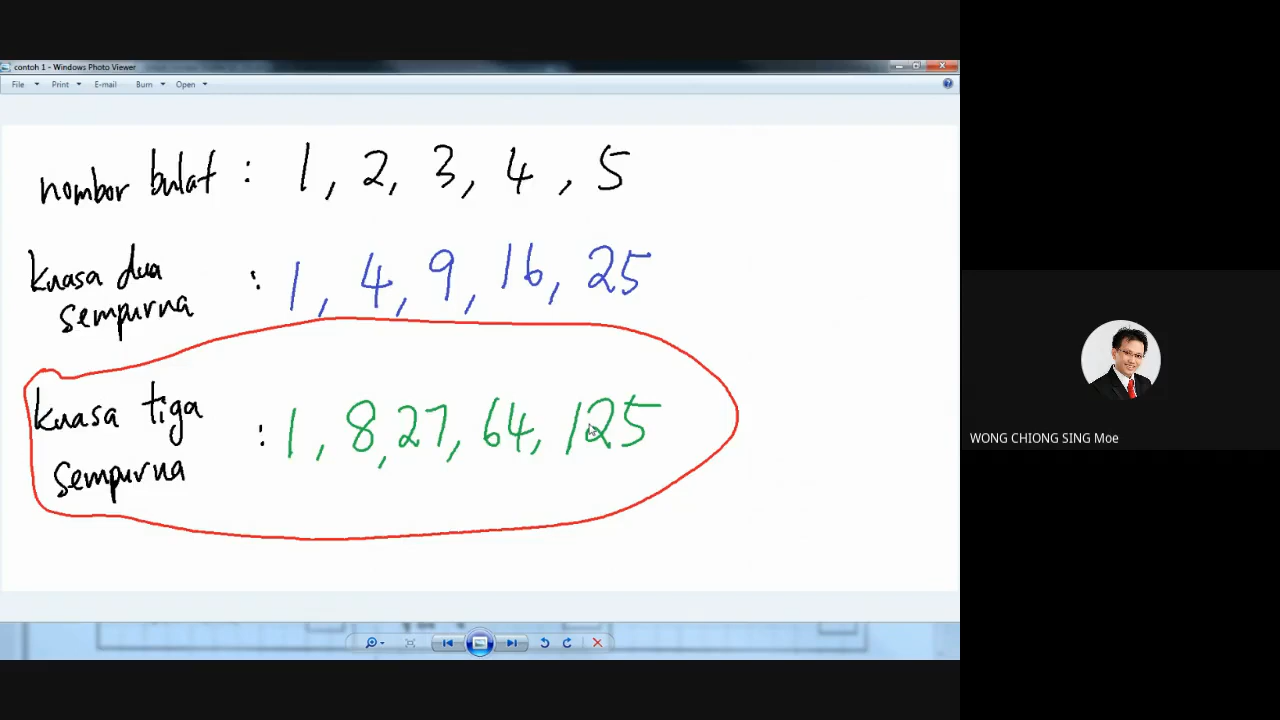 contoh 1 - Windows Photo Viewer
File Print E-mail Burn Open
nombor bulat : 1, 2, 3, 4, 5
kuasa dua
sempurna : 1, 4, 9, 16, 25
kuasa tiga
sempurna : 1, 8, 27, 64, 125
WONG CHIONG SING Moe